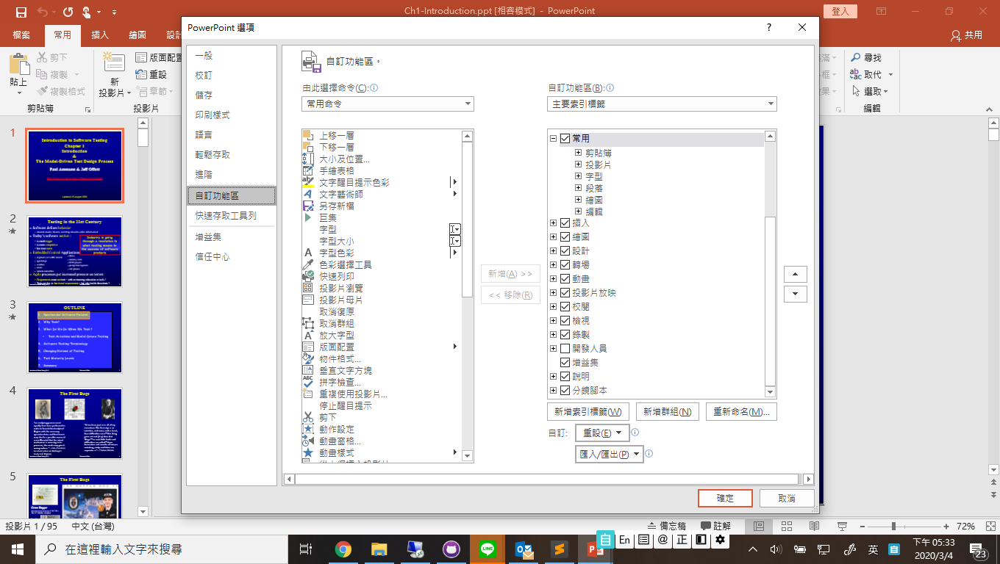 Ch1-Introduction.ppt [相容模式] - PowerPoint
登入
檔案
常用
插入
繪圖
設計
共用
貼上
剪下
複製
複製格式
剪貼簿
新
投影片
版面配置
重設
章節
投影片
尋找
取代
選取
編輯
PowerPoint 選項
?
一般
校訂
儲存
印刷樣式
語言
輕鬆存取
進階
自訂功能區
快速存取工具列
增益集
信任中心
自訂功能區。
由此選擇命令(C):
常用命令
上移一層
下移一層
大小及位置...
手繪表格
文字醒目提示色彩
文字藝術師
另存新檔
巨集
字型
字型大小
字型色彩
色彩選擇工具
快速列印
投影片瀏覽
投影片母片
取消復原
取消群組
放大字型
版面配置
物件格式...
垂直文字方塊
拼字檢查...
重複使用投影片...
停止醒目提示
剪下
動作設定
動畫窗格...
動畫樣式
新增(A) >>
<< 移除(R)
自訂功能區(B):
主要索引標籤
常用
剪貼簿
投影片
字型
段落
繪圖
編輯
插入
繪圖
設計
轉場
動畫
投影片放映
校閱
檢視
錄製
開發人員
增益集
說明
分鏡腳本
新增索引標籤(W)
新增群組(N)
重新命名(M)...
自訂:
重設(E)
匯入/匯出(P)
確定
取消
1
Introduction to Software Testing
Chapter 1
Introduction
&
The Model-Driven Test Design Process
Paul Ammann & Jeff Offutt
2
Testing in the 21st Century
3
OUTLINE
4
The First Bugs
5
The First Bugs
Grace Hopper
投影片 1 / 95
中文 (台灣)
備忘稿
註解
72%
在這裡輸入文字來搜尋
自
En
@
正
英
自
下午 05:33
2020/3/4
23